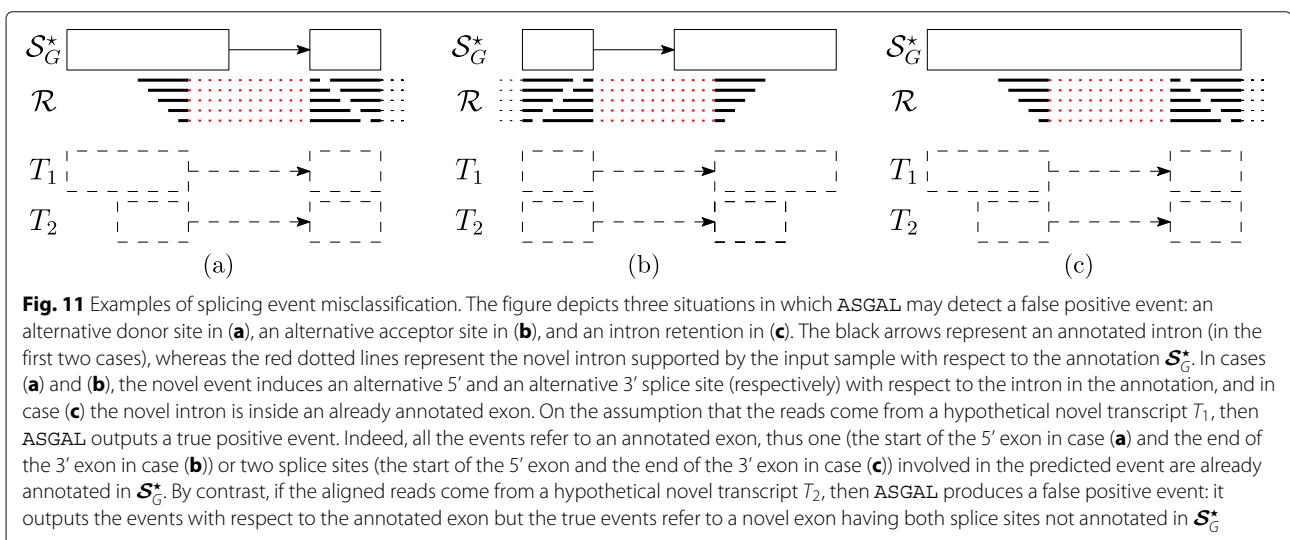 S⋆G S⋆G S⋆G
R R R
T1 T1 T1
T2 T2 T2
(a) (b) (c)
Fig. 11 Examples of splicing event misclassification. The figure depicts three situations in which ASGAL may detect a false positive event: an
alternative donor site in (a), an alternative acceptor site in (b), and an intron retention in (c). The black arrows represent an annotated intron (in the
first two cases), whereas the red dotted lines represent the novel intron supported by the input sample with respect to the annotation S⋆G. In cases
(a) and (b), the novel event induces an alternative 5′ and an alternative 3′ splice site (respectively) with respect to the intron in the annotation, and in
case (c) the novel intron is inside an already annotated exon. On the assumption that the reads come from a hypothetical novel transcript T1, then
ASGAL outputs a true positive event. Indeed, all the events refer to an annotated exon, thus one (the start of the 5′ exon in case (a) and the end of
the 3′ exon in case (b)) or two splice sites (the start of the 5′ exon and the end of the 3′ exon in case (c)) involved in the predicted event are already
annotated in S⋆G. By contrast, if the aligned reads come from a hypothetical novel transcript T2, then ASGAL produces a false positive event: it
outputs the events with respect to the annotated exon but the true events refer to a novel exon having both splice sites not annotated in S⋆G